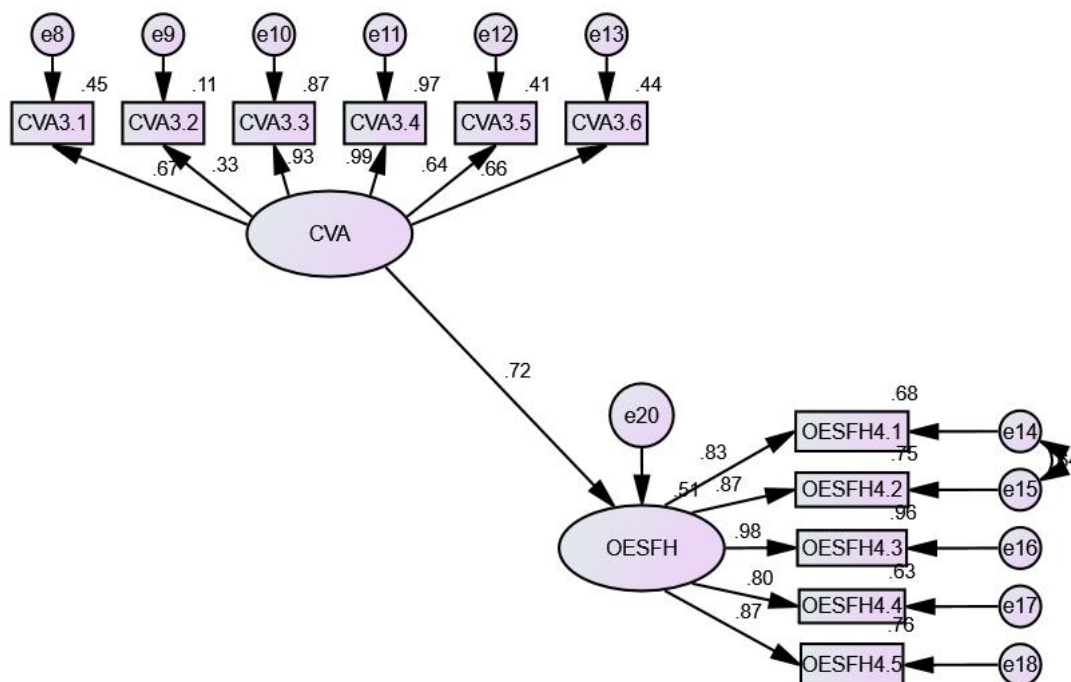 e8 e9 e10 e11 e12 e13
.45 .11 .87 .97 .41 .44
CVA3.1 CVA3.2 CVA3.3 CVA3.4 CVA3.5 CVA3.6
.67 .33 .93 .99 .64 .66
CVA
.72
e20
.68
OESFH4.1 e14
.83
.75
.51 .87 OESFH4.2 e15
.96
OESFH .98 OESFH4.3 e16
.63
.80 OESFH4.4 e17
.87
.76
OESFH4.5 e18